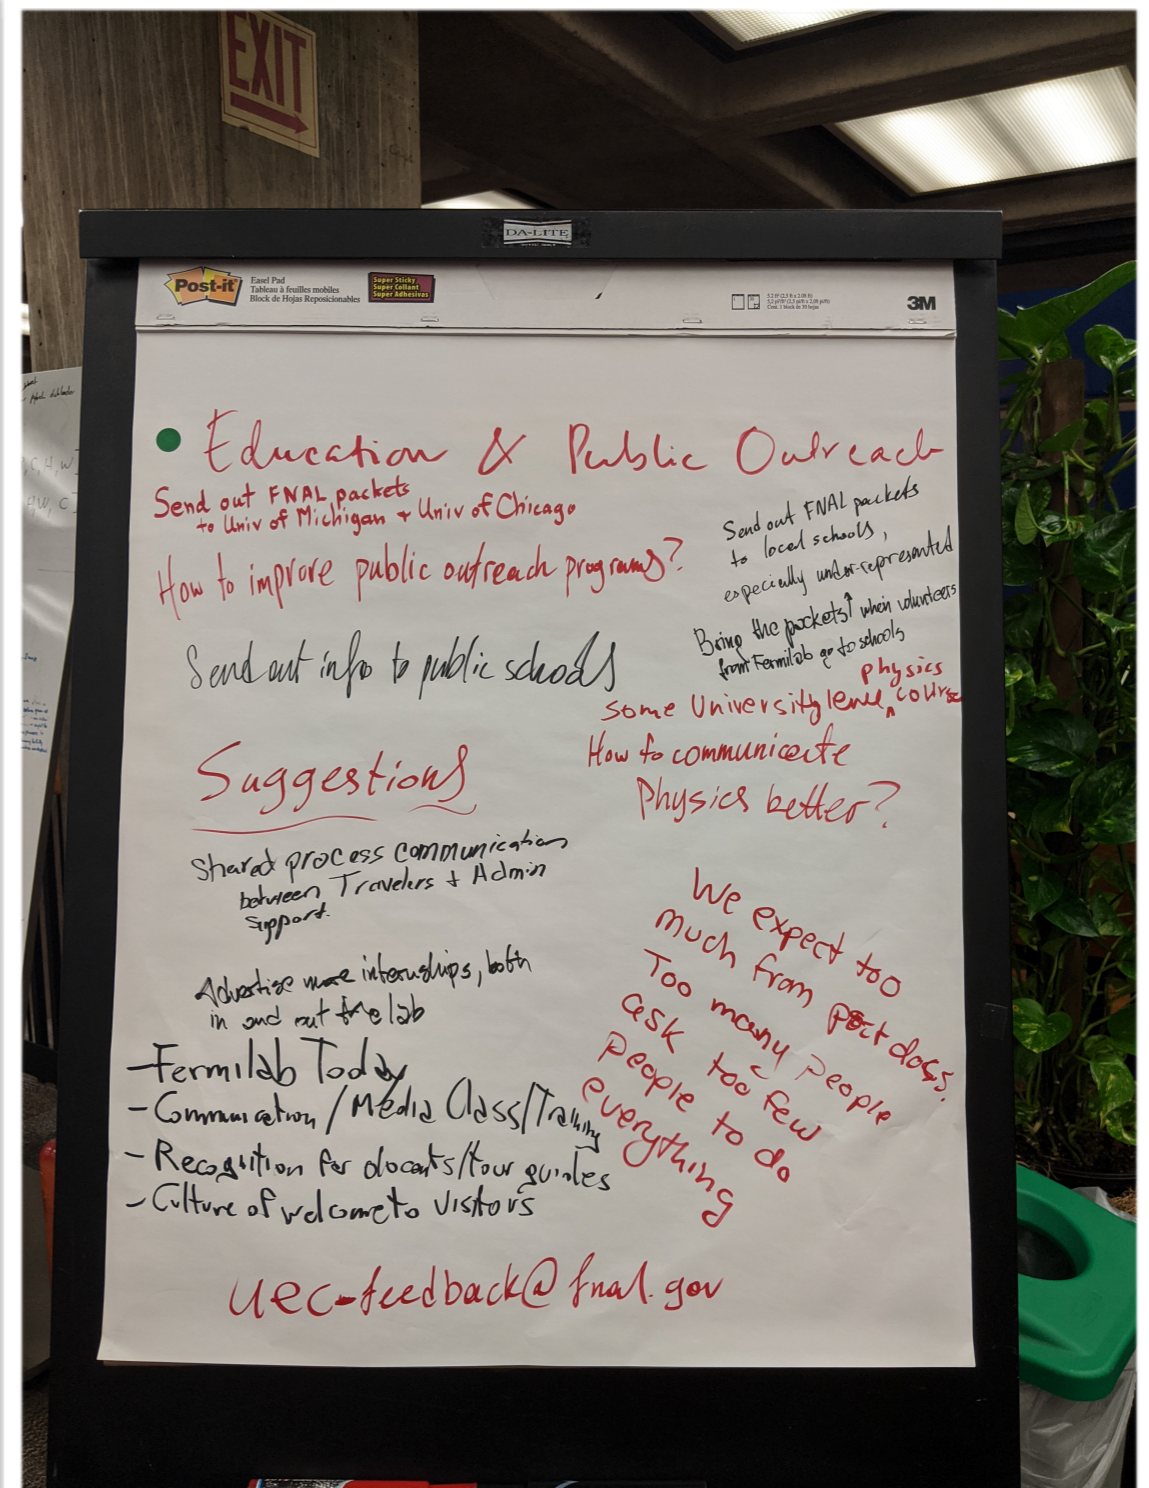 EXIT
DA-LITE
Post-it
Easel Pad
Tableau à feuilles mobiles
Block de Hojas Reposicionables
Super Sticky
Super Collant
Super Adhesivas
3M
Education & Public Outreach
Send out FNAL packets
to Univ of Michigan + Univ of Chicago
How to improve public outreach programs?
Send out FNAL packets
to local schools,
especially under-represented
Bring the packets↑ when volunteers
from Fermilab go to schools
Send out info to public schools
physics
Some University level ^ course
How to communicate
Physics better?
Suggestions
Shared process communication
between Travelers + Admin
Support.
Advertise more internships, both
in and out the lab
- Fermilab Today
- Communication / Media Class/Training
- Recognition for docents/tour guides
- Culture of welcome to visitors
We expect too
much from postdocs.
Too many people
ask too few
people to do
everything
uec-feedback@fnal.gov